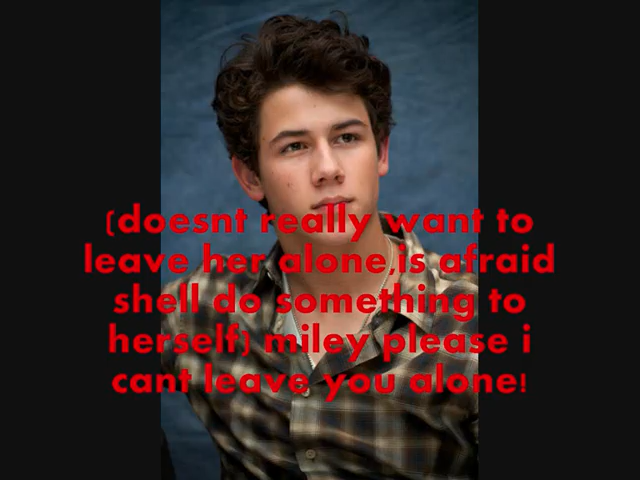 (doesnt really want to
leave her alone,is afraid
shell do something to
herself) miley please i
cant leave you alone!